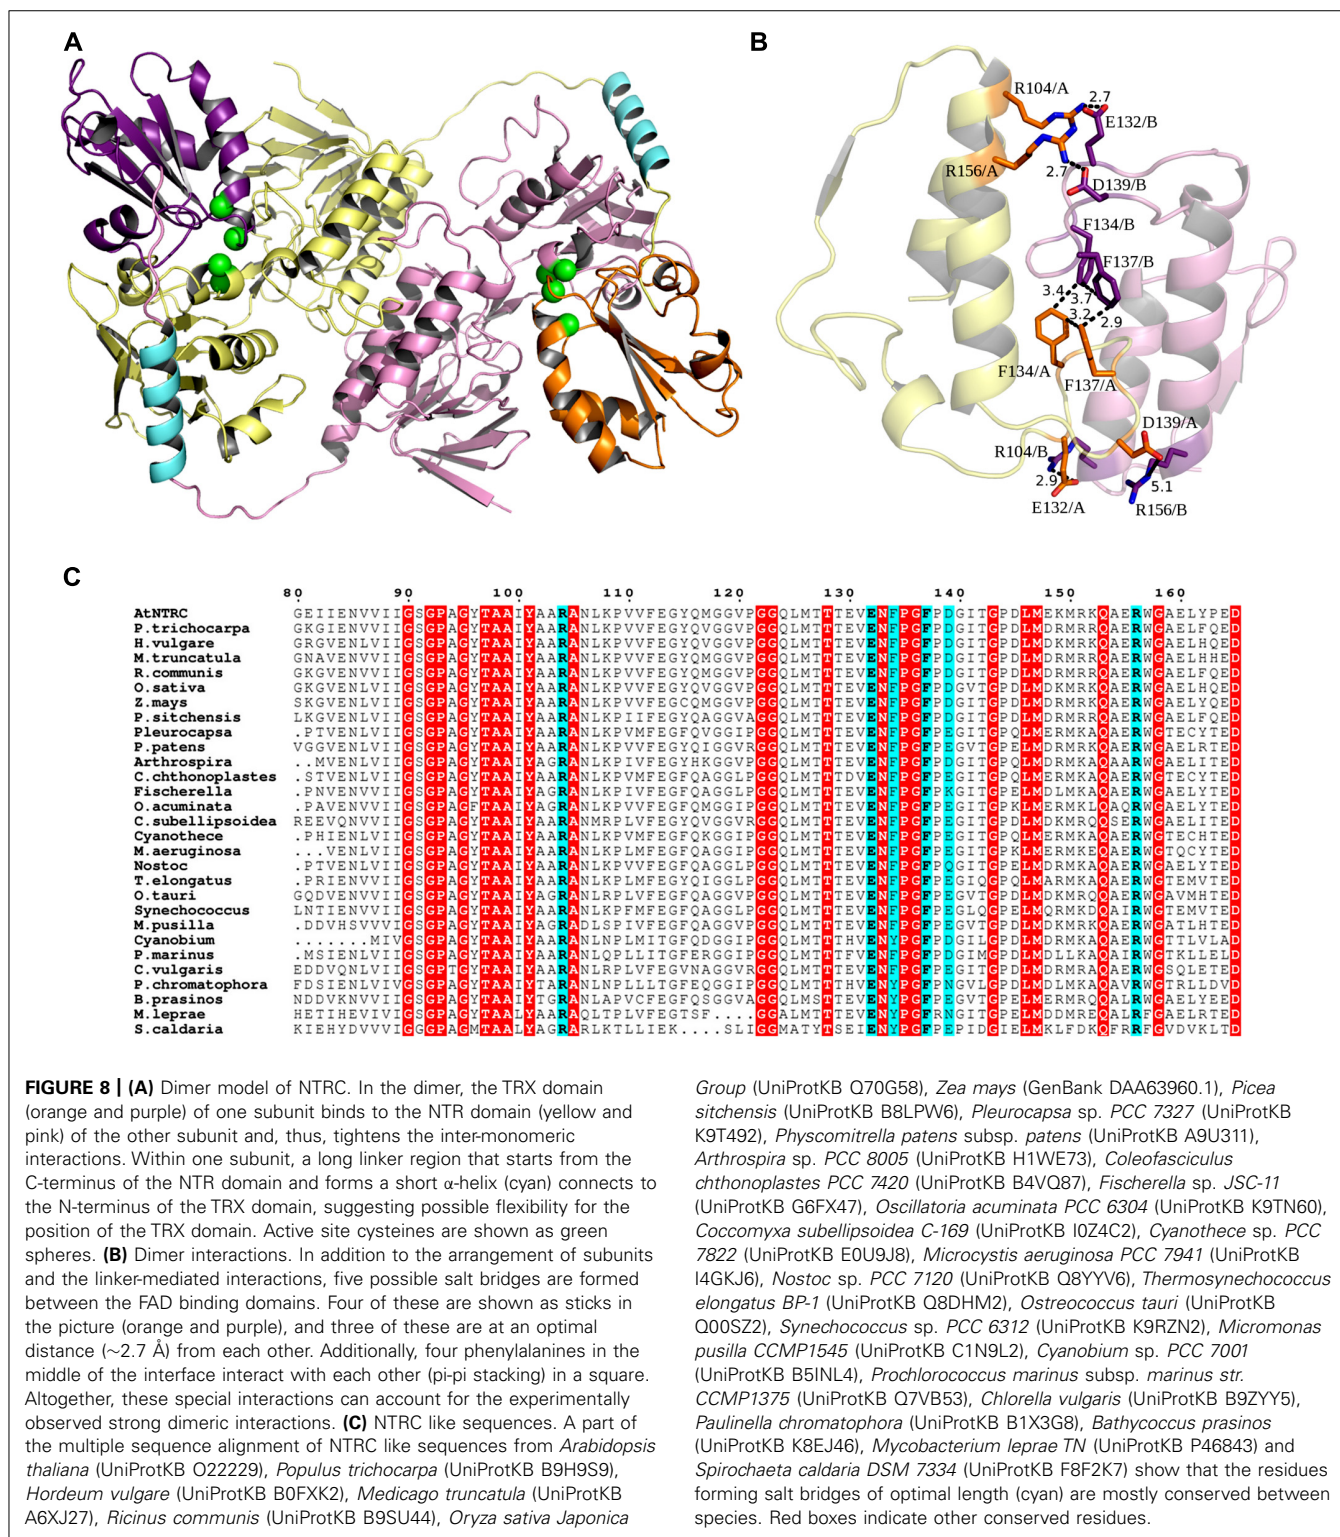 A
B
R104/A
2.7
E132/B
R156/A
2.7
D139/B
F134/B
F137/B
3.4
3.7
3.2
2.9
F134/A
F137/A
D139/A
R104/B
2.9
5.1
E132/A
R156/B
C
80 90 100 110 120 130 140 150 160
AtNTRC GEIIENVVIIGSGPAGYTAAIYAARANLKPVVFEGYQMGGVPGGQLMTTTEVENFPGFPDGITGPDLMEKMRKQAERWGAELYPED
P.trichocarpa GKGIENVVIIGSGPAGYTAAIYAARANLKPVVFEGYQVGGVPGGQLMTTTEVENFPGFPDGITGPDLMDRMRRQAERWGAELFQED
H.vulgare GRGVENLVIIGSGPAGYTAAIYAARANLKPVVFEGYQVGGVPGGQLMTTTEVENFPGFPDGITGPDLMDKMRKQAERWGAELHQED
M.truncatula GNAVENVVIIGSGPAGYTAAIYAARANLKPVVFEGYQMGGVPGGQLMTTTEVENFPGFPDGITGPDLMDRMRRQAERWGAELHHED
R.communis GKGVENVVIIGSGPAGYTAAIYAARANLKPVVFEGYQMGGVPGGQLMTTTEVENFPGFPDGITGPDLMDRMRRQAERWGAELFQED
O.sativa GKGVENLVIIGSGPAGYTAAIYAARANLKPVVFEGYQVGGVPGGQLMTTTEVENFPGFPDGVTGPDLMDKMRKQAERWGAELHQED
Z.mays SKGVENLVIIGSGPAGYTAAIYAARANLKPVVFEGCQMGGVPGGQLMTTTEVENFPGFPDGITGPDLMDRMRRQAERWGAELYQED
P.sitchensis LKGVENLVIIGSGPAGYTAAIYAARANLKPIIFEGYQAGGVAGGQLMTTTEVENFPGFPDGITGPDLMDRMRRQAERWGAELFQED
Pleurocapsa .PTVENLVIIGSGPAGYTAAIYAARANLKPVMFEGYQVGGLPGGQLMTTTEVENFPGFPEGITGPELMDRMKAQAERWGTECYTED
P.patens VGGVENLVIIGSGPAGYTAAIYAARANLKPVVFEGYQIGGVRGGQLMTTTEVENFPGFPEGVTGPELMDRMRKQAERWGAELRTED
Arthrospira ..MVENLVIIGSGPAGYTAAIYAGRANLKPVVFEGYHKGGLPGGQLMTTTEVENFPGFPEGITGPQLMDRMKAQAARWGAELITED
C.chthonoplastes .STVENLVIIGSGPAGYTAAIYAARANLKPVMFEGFQAGGLPGGQLMTTTDVENFPGFPEGITGPQLMERMKAQAERWGTECYTED
Fischerella .PNVENVVIIGSGPAGYTAAIYAGRANLKPVVFEGFQAGGIPGGQLMTTTEVENFPGFPKGITGPQLMDRMKAQAERWGAELYTED
O.acuminata .PAVENVVIIGSGPAGFTAAIYAGRANLKPVVFEGFQMGGIPGGQLMTTTEVENFPGFPKGITGPKLMERMKLQAQRWGAELYTED
C.subellipsoidea REEVQNVVIIGSGPAGYTAAIYAARANMRPLVFEGYQVGGVRGGQLMTTTEVENFPGFPEGITGPDLMDRMRQQSERWGAELYTED
Cyanothece .PHIENLVIIGSGPAGYTAAIYAARANLKPVMFEGFQKGGIPGGQLMTTTEVENFPGFPEGITGPQLMERMKAQAERWGTECHTED
M.aeruginosa ...VENLVIIGSGPAGYTAAIYAARANLKPLMFEGFQAGGLPGGQLMTTTEVENFPGFPEGITGPELMDRMKEQAERWGTQCYTED
Nostoc .PTVENLVIIGSGPAGYTAAIYAGRANLKPVVFEGFQAGGLPGGQLMTTTEVENFPGFPQGITGPELMDRMKAQAERWGAELYTED
T.elongatus .PRIENVVIIGSGPAGYTAAIYAARANLKPLMFEGYQIGGLPGGQLMTTTEVENFPGFPEGITGPQLMARMKAQAERWGTEMVTED
O.tauri GQDVENVVIIGSGPAGYTAAIYAARANLRPLVFEGYQAGGVRGGQLMTTTEVENFPGFPEGVTGPDLMDRMRQQAERWGAVMHTED
Synechococcus LNTIENVVIIGSGPAGYTAAIYAARANLKPFMFEGFQAGGLPGGQLMTTTEVENFPGFPEGLQGPELMQRMKDQAIRWGTEMVTED
M.pusilla
Cyanobium
P.marinus
C.vulgaris
P.chromatophora
B.prasinos
M.leprae
S.caldaria
FIGURE 8 | (A) Dimer model of NTRC. In the dimer, the TRX domain
(orange and purple) of one subunit binds to the NTR domain (yellow and
pink) of the other subunit and, thus, tightens the inter-monomeric
interactions. Within one subunit, a long linker region that starts from the
C-terminus of the NTR domain and forms a short α-helix (cyan) connects to
the N-terminus of the TRX domain, suggesting possible flexibility for the
position of the TRX domain. Active site cysteines are shown as green
spheres. (B) Dimer interactions. In addition to the arrangement of subunits
and the linker-mediated interactions, five possible salt bridges are formed
between the FAD binding domains. Four of these are shown as sticks in
the picture (orange and purple), and three of these are at an optimal
distance (∼2.7 Å) from each other. Additionally, four phenylalanines in the
middle of the interface interact with each other (pi-pi stacking) in a square.
Altogether, these special interactions can account for the experimentally
observed strong dimeric interactions. (C) NTRC like sequences. A part of
the multiple sequence alignment of NTRC like sequences from Arabidopsis
thaliana (UniProtKB O22229), Populus trichocarpa (UniProtKB B9H9S9),
Hordeum vulgare (UniProtKB B0FXK2), Medicago truncatula (UniProtKB
A6XJ27), Ricinus communis (UniProtKB B9SU44), Oryza sativa Japonica
Group (UniProtKB Q70G58), Zea mays (GenBank DAA63960.1), Picea
sitchensis (UniProtKB B8LPW6), Pleurocapsa sp. PCC 7327 (UniProtKB
K9T492), Physcomitrella patens subsp. patens (UniProtKB A9U311),
Arthrospira sp. PCC 8005 (UniProtKB H1WE73), Coleofasciculus
chthonoplastes PCC 7420 (UniProtKB B4VQ87), Fischerella sp. JSC-11
(UniProtKB G6FX47), Oscillatoria acuminata PCC 6304 (UniProtKB K9TN60),
Coccomyxa subellipsoidea C-169 (UniProtKB I0Z4C2), Cyanothece sp. PCC
7822 (UniProtKB E0U9J8), Microcystis aeruginosa PCC 7941 (UniProtKB
I4GKJ6), Nostoc sp. PCC 7120 (UniProtKB Q8YYV6), Thermosynechococcus
elongatus BP-1 (UniProtKB Q8DHM2), Ostreococcus tauri (UniProtKB
Q00SZ2), Synechococcus sp. PCC 6312 (UniProtKB K9RZN2), Micromonas
pusilla CCMP1545 (UniProtKB C1N9L2), Cyanobium sp. PCC 7001
(UniProtKB B5INL4), Prochlorococcus marinus subsp. marinus str.
CCMP1375 (UniProtKB Q7VB53), Chlorella vulgaris (UniProtKB B9ZYY5),
Paulinella chromatophora (UniProtKB B1X3G8), Bathycoccus prasinos
(UniProtKB K8EJ46), Mycobacterium leprae TN (UniProtKB P46843) and
Spirochaeta caldaria DSM 7334 (UniProtKB F8F2K7) show that the residues
forming salt bridges of optimal length (cyan) are mostly conserved between
species. Red boxes indicate other conserved residues.